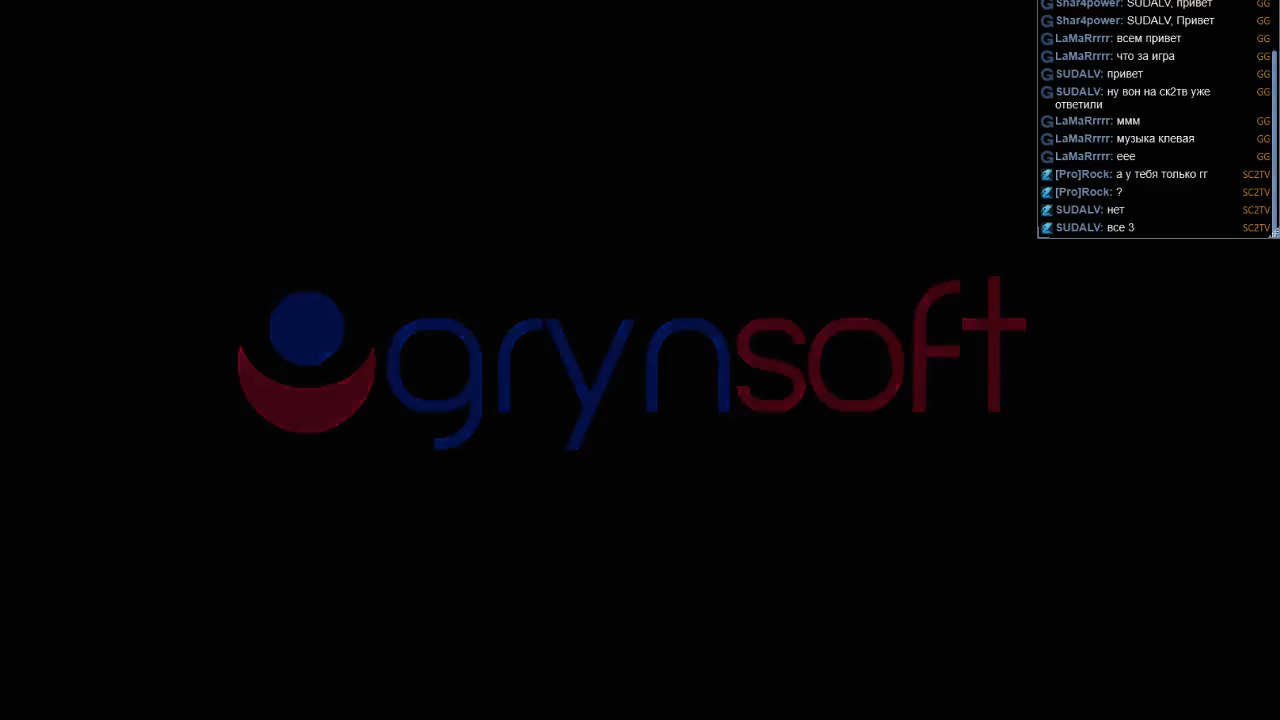 Shar4power: SUDALV, привет GG
Shar4power: SUDALV, Привет GG
LaMaRrrrr: всем привет GG
LaMaRrrrr: что за игра GG
SUDALV: привет GG
SUDALV: ну вон на ск2тв уже GG
ответили
LaMaRrrrr: ммм GG
LaMaRrrrr: музыка клевая GG
LaMaRrrrr: еее GG
[Pro]Rock: а у тебя только гг SC2TV
[Pro]Rock: ? SC2TV
SUDALV: нет SC2TV
SUDALV: все 3 SC2TV
grynsoft